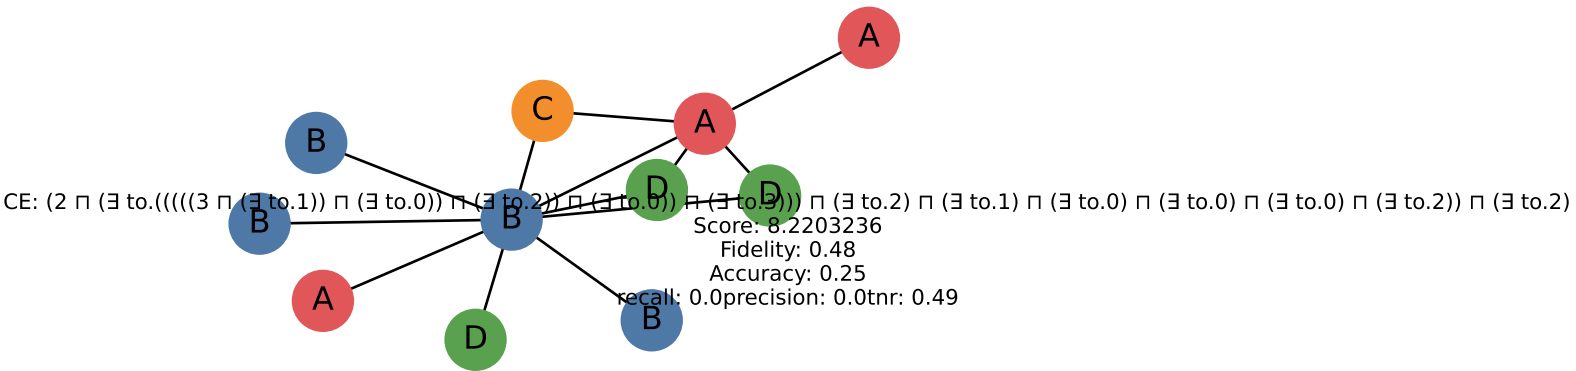 A
C
A
B
D
D
CE: (2 ⊓ (∃ to.(((((3 ⊓ (∃ to.1)) ⊓ (∃ to.0)) ⊓ (∃ to.2)) ⊓ (∃ to.0)) ⊓ (∃ to.3))) ⊓ (∃ to.2) ⊓ (∃ to.1) ⊓ (∃ to.0) ⊓ (∃ to.0) ⊓ (∃ to.0) ⊓ (∃ to.2)) ⊓ (∃ to.2)
B
B
Score: 8.2203236
Fidelity: 0.48
Accuracy: 0.25
recall: 0.0precision: 0.0tnr: 0.49
A
B
D